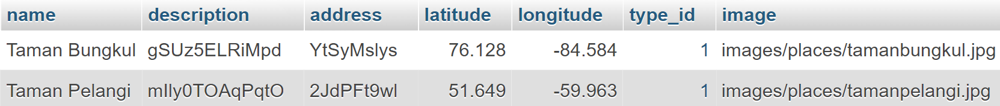 name description address latitude longitude type_id image
Taman Bungkul gSUz5ELRiMpd YtSyMslys 76.128 -84.584 1 images/places/tamanbungkul.jpg
Taman Pelangi mIly0TOAqPqtO 2JdPFt9wl 51.649 -59.963 1 images/places/tamanpelangi.jpg